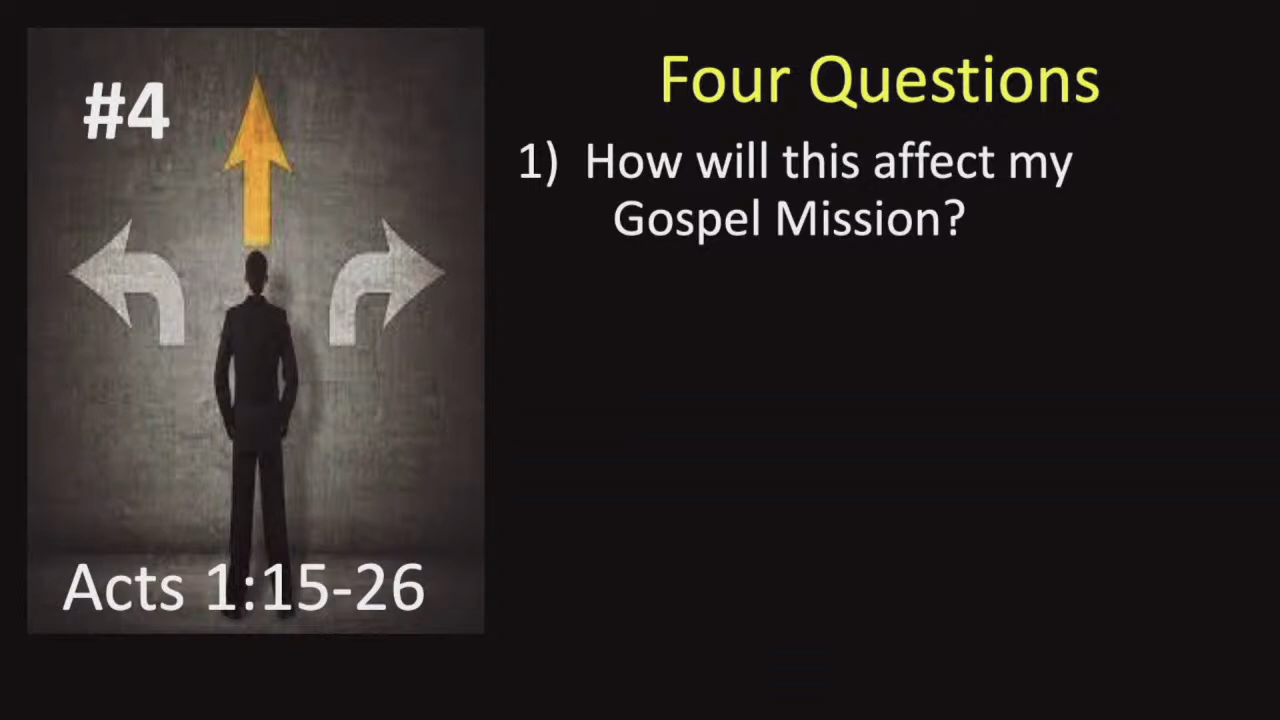 #4
Acts 1:15-26
Four Questions
1) How will this affect my
Gospel Mission?